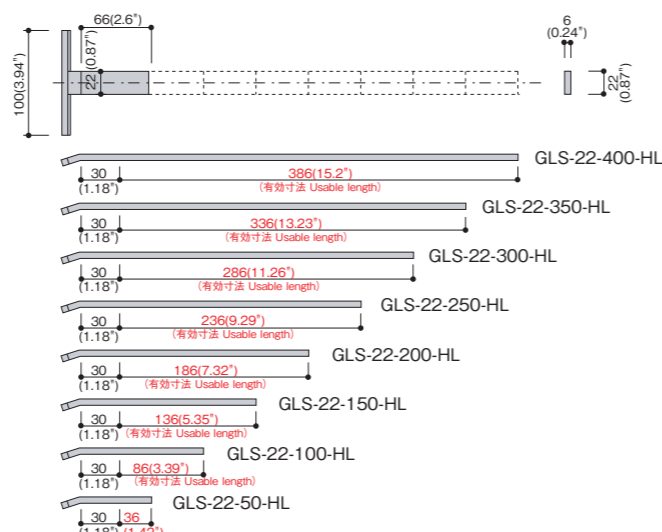 66(2.6")
6
(0.24")
100(3.94")
22 (0.87")
22
(0.87")
GLS-22-400-HL
30
(1.18")
386(15.2")
(有効寸法 Usable length)
GLS-22-350-HL
30
(1.18")
336(13.23")
(有効寸法 Usable length)
GLS-22-300-HL
30
(1.18")
286(11.26")
(有効寸法 Usable length)
GLS-22-250-HL
30
(1.18")
236(9.29")
(有効寸法 Usable length)
GLS-22-200-HL
30
(1.18")
186(7.32")
(有効寸法 Usable length)
GLS-22-150-HL
30
(1.18")
136(5.35")
(有効寸法 Usable length)
GLS-22-100-HL
30
(1.18")
86(3.39")
(有効寸法 Usable length)
GLS-22-50-HL
30
36
(1.18")
(1.42")